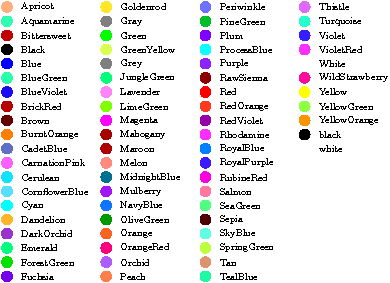 Apricot
Aquamarine
Bittersweet
Black
Blue
BlueGreen
BlueViolet
BrickRed
Brown
BurntOrange
CadetBlue
CarnationPink
Cerulean
CornflowerBlue
Cyan
Dandelion
DarkOrchid
Emerald
ForestGreen
Fuchsia
Goldenrod
Gray
Green
GreenYellow
Grey
JungleGreen
Lavender
LimeGreen
Magenta
Mahogany
Maroon
Melon
MidnightBlue
Mulberry
NavyBlue
OliveGreen
Orange
OrangeRed
Orchid
Peach
Periwinkle
PineGreen
Plum
ProcessBlue
Purple
RawSienna
Red
RedOrange
RedViolet
Rhodamine
RoyalBlue
RoyalPurple
RubineRed
Salmon
SeaGreen
Sepia
SkyBlue
SpringGreen
Tan
TealBlue
Thistle
Turquoise
Violet
VioletRed
White
WildStrawberry
Yellow
YellowGreen
YellowOrange
black
white